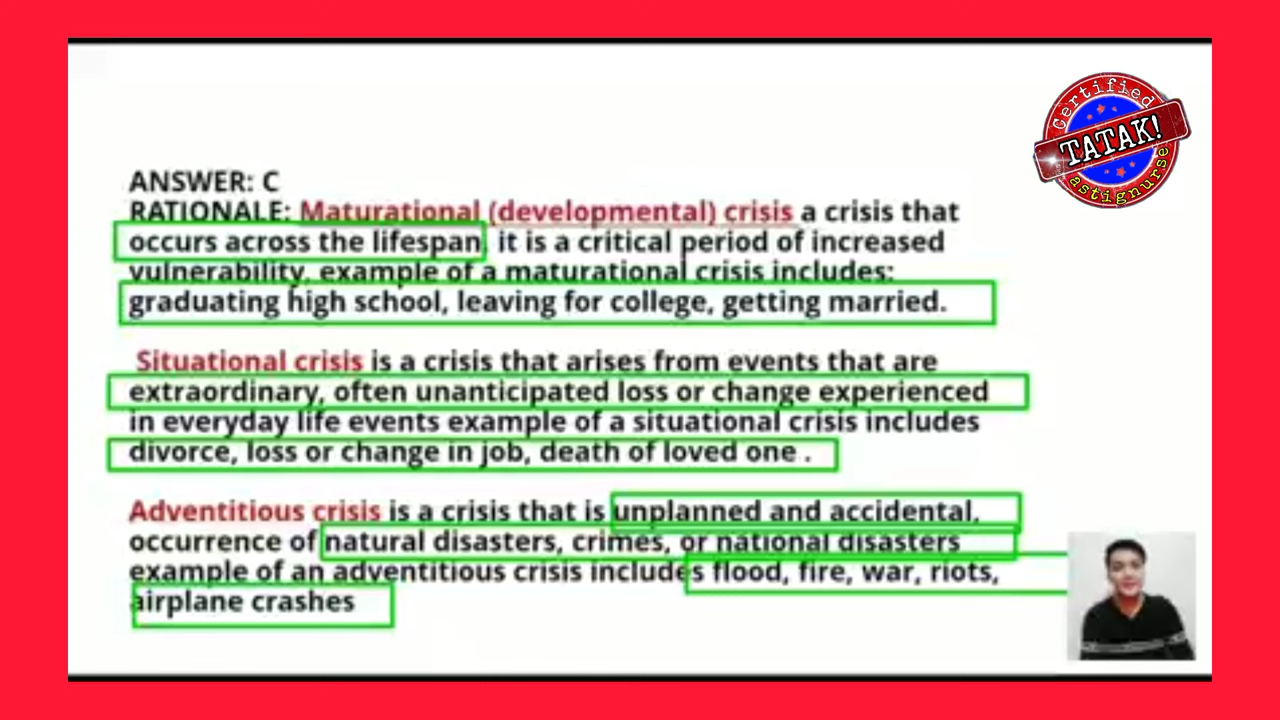 Certified
TATAK!
astignurse
ANSWER: C
RATIONALE: Maturational (developmental) crisis a crisis that
occurs across the lifespan, it is a critical period of increased
vulnerability, example of a maturational crisis includes:
graduating high school, leaving for college, getting married.
Situational crisis is a crisis that arises from events that are
extraordinary, often unanticipated loss or change experienced
in everyday life events example of a situational crisis includes
divorce, loss or change in job, death of loved one .
Adventitious crisis is a crisis that is unplanned and accidental,
occurrence of natural disasters, crimes, or national disasters
example of an adventitious crisis includes flood, fire, war, riots,
airplane crashes